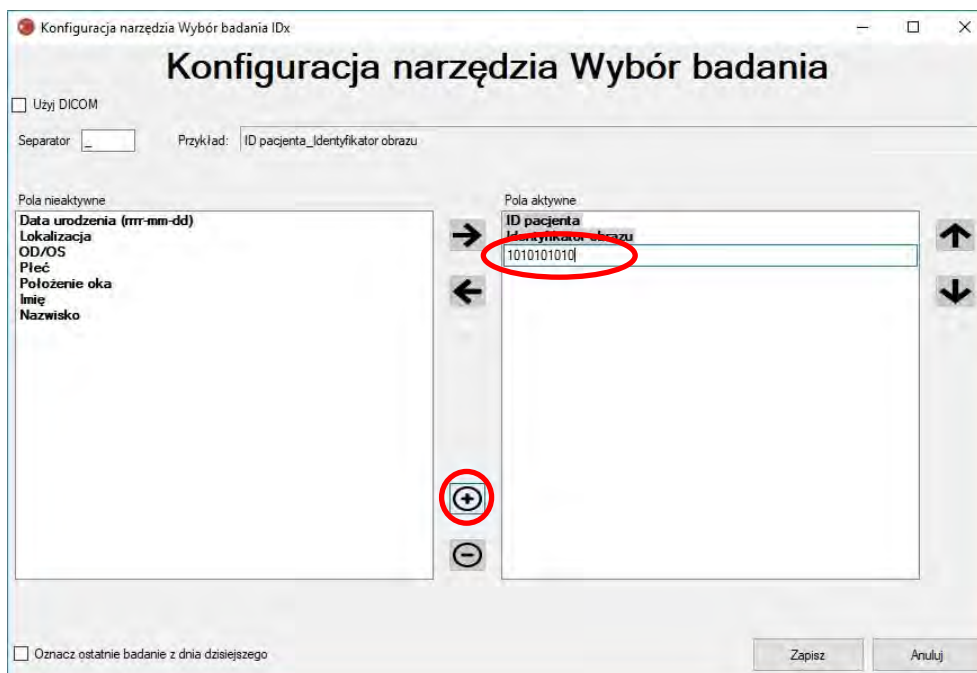 Konfiguracja narzędzia Wybór badania IDx
Konfiguracja narzędzia Wybór badania
Użyj DICOM
Separator _ Przykład: ID pacjenta_Identyfikator obrazu
Pola nieaktywne
Data urodzenia (rrrr-mm-dd)
Lokalizacja
OD/OS
Płeć
Położenie oka
Imię
Nazwisko
Pola aktywne
ID pacjenta
Identyfikator obrazu
1010101010
Oznacz ostatnie badanie z dnia dzisiejszego
Zapisz Anuluj